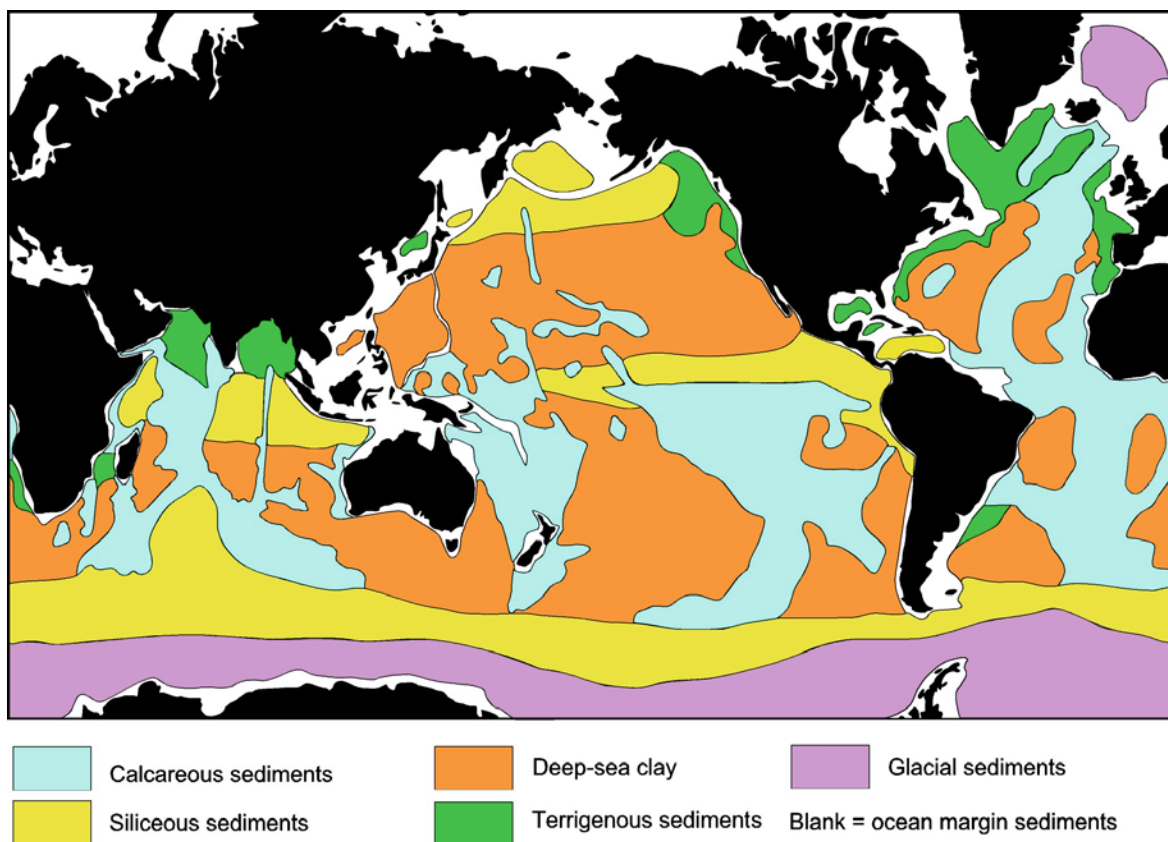 Calcareous sediments
Deep-sea clay
Glacial sediments
Siliceous sediments
Terrigenous sediments
Blank = ocean margin sediments